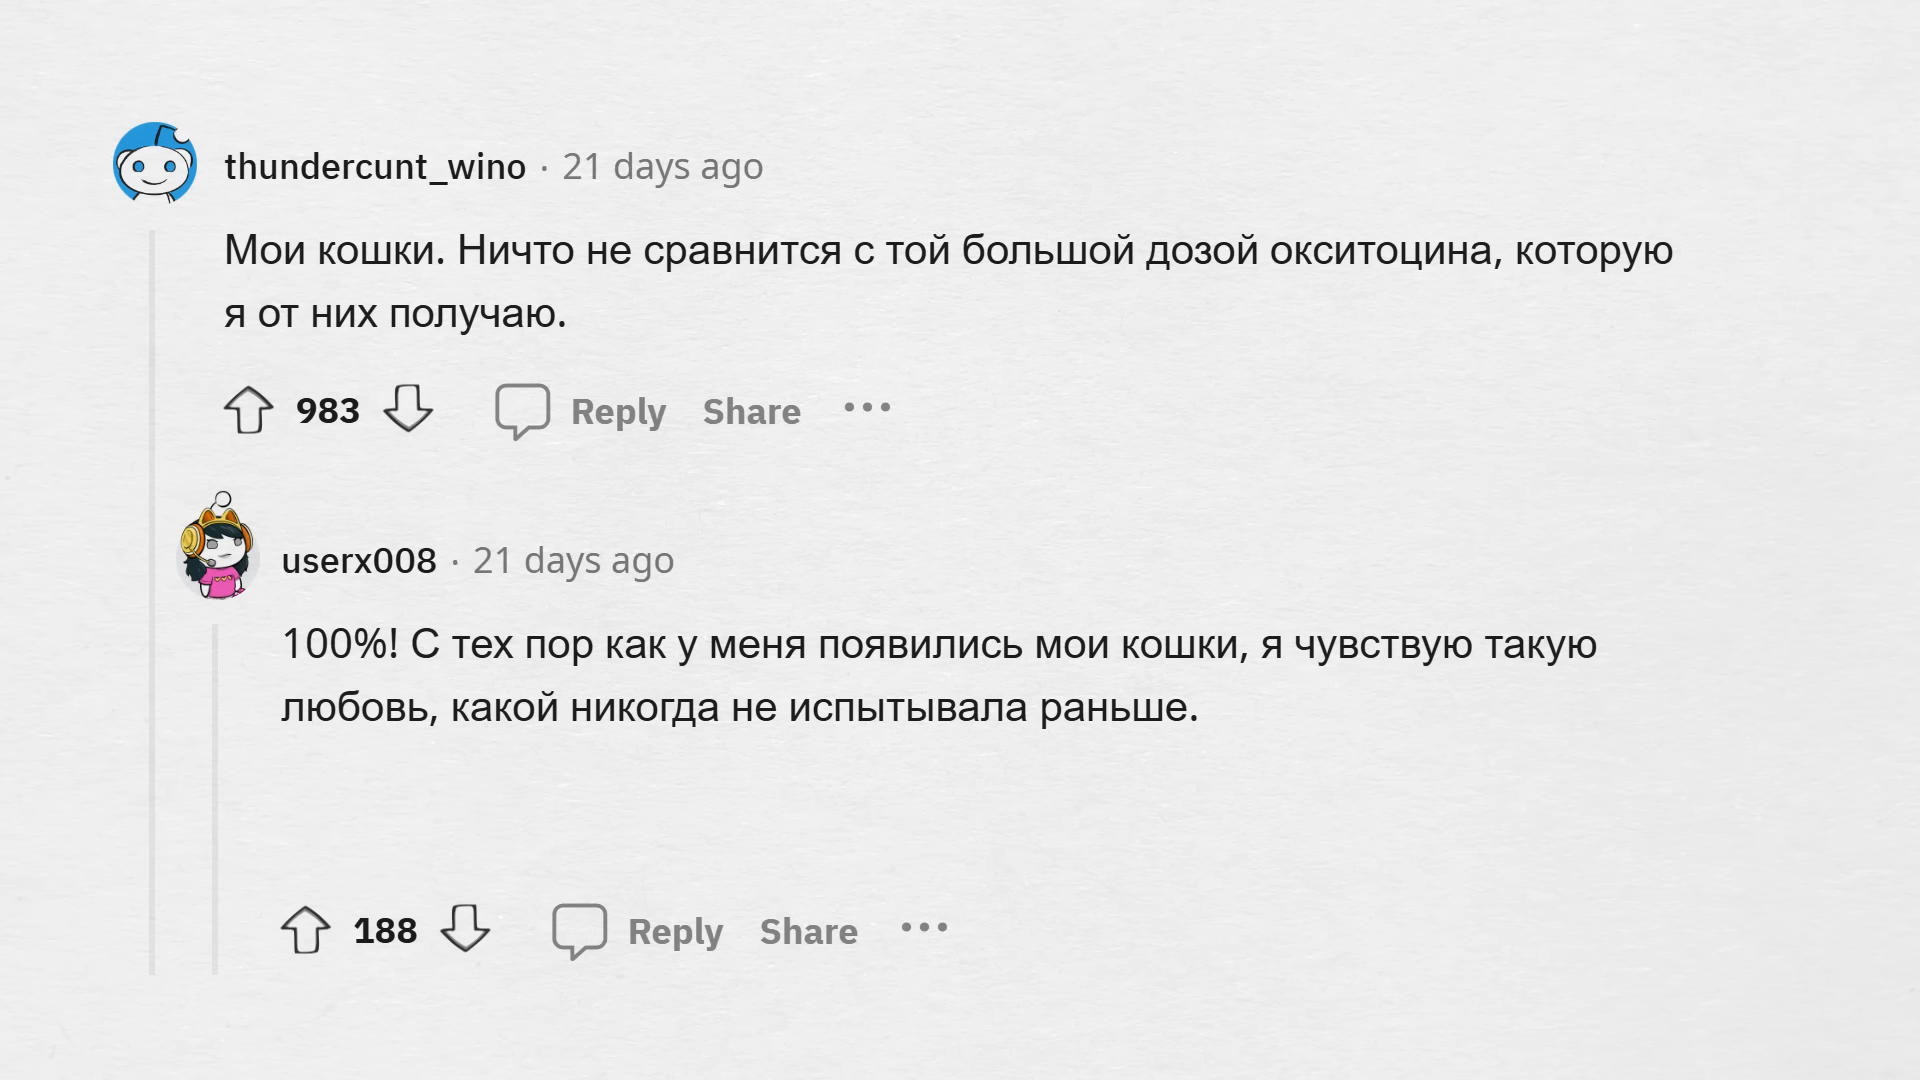 thundercunt_wino · 21 days ago
Мои кошки. Ничто не сравнится с той большой дозой окситоцина, которую
я от них получаю.
983 Reply Share •••
userx008 · 21 days ago
100%! С тех пор как у меня появились мои кошки, я чувствую такую
любовь, какой никогда не испытывала раньше.
188 Reply Share •••